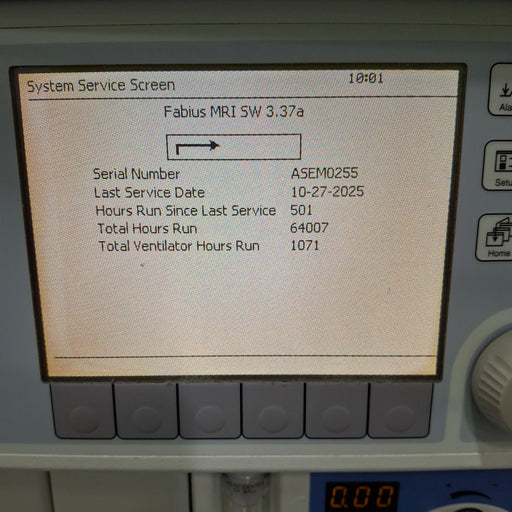 System Service Screen 10:01
Fabius MRI SW 3.37a
Serial Number ASEM0255
Last Service Date 10-27-2025
Hours Run Since Last Service 501
Total Hours Run 64007
Total Ventilator Hours Run 1071
Setu
Home
0.00